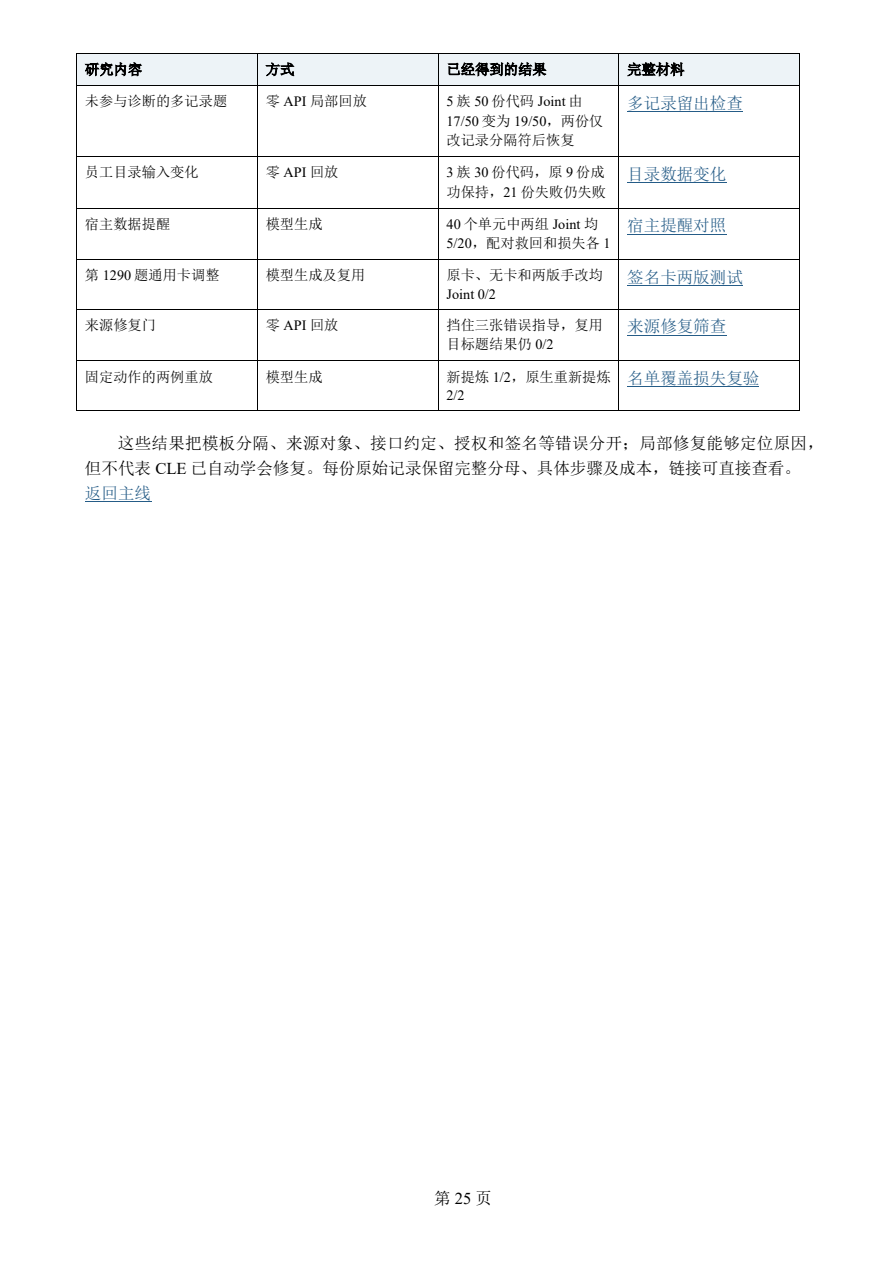 研究内容 方式 已经得到的结果 完整材料
未参与诊断的多记录题 零 API 局部回放 5 族 50 份代码 Joint 由 多记录留出检查
17/50 变为 19/50，两份仅
改记录分隔符后恢复
员工目录输入变化 零 API 回放 3 族 30 份代码，原 9 份成 目录数据变化
功保持，21 份失败仍失败
宿主数据提醒 模型生成 40 个单元中两组 Joint 均 宿主提醒对照
5/20，配对救回和损失各 1
第 1290 题通用卡调整 模型生成及复用 原卡、无卡和两版手改均 签名卡两版测试
Joint 0/2
来源修复门 零 API 回放 挡住三张错误指导，复用 来源修复筛查
目标题结果仍 0/2
固定动作的两例重放 模型生成 新提炼 1/2，原生重新提炼 名单覆盖损失复验
2/2
这些结果把模板分隔、来源对象、接口约定、授权和签名等错误分开；局部修复能够定位原因，
但不代表 CLE 已自动学会修复。每份原始记录保留完整分母、具体步骤及成本，链接可直接查看。
返回主线
第 25 页